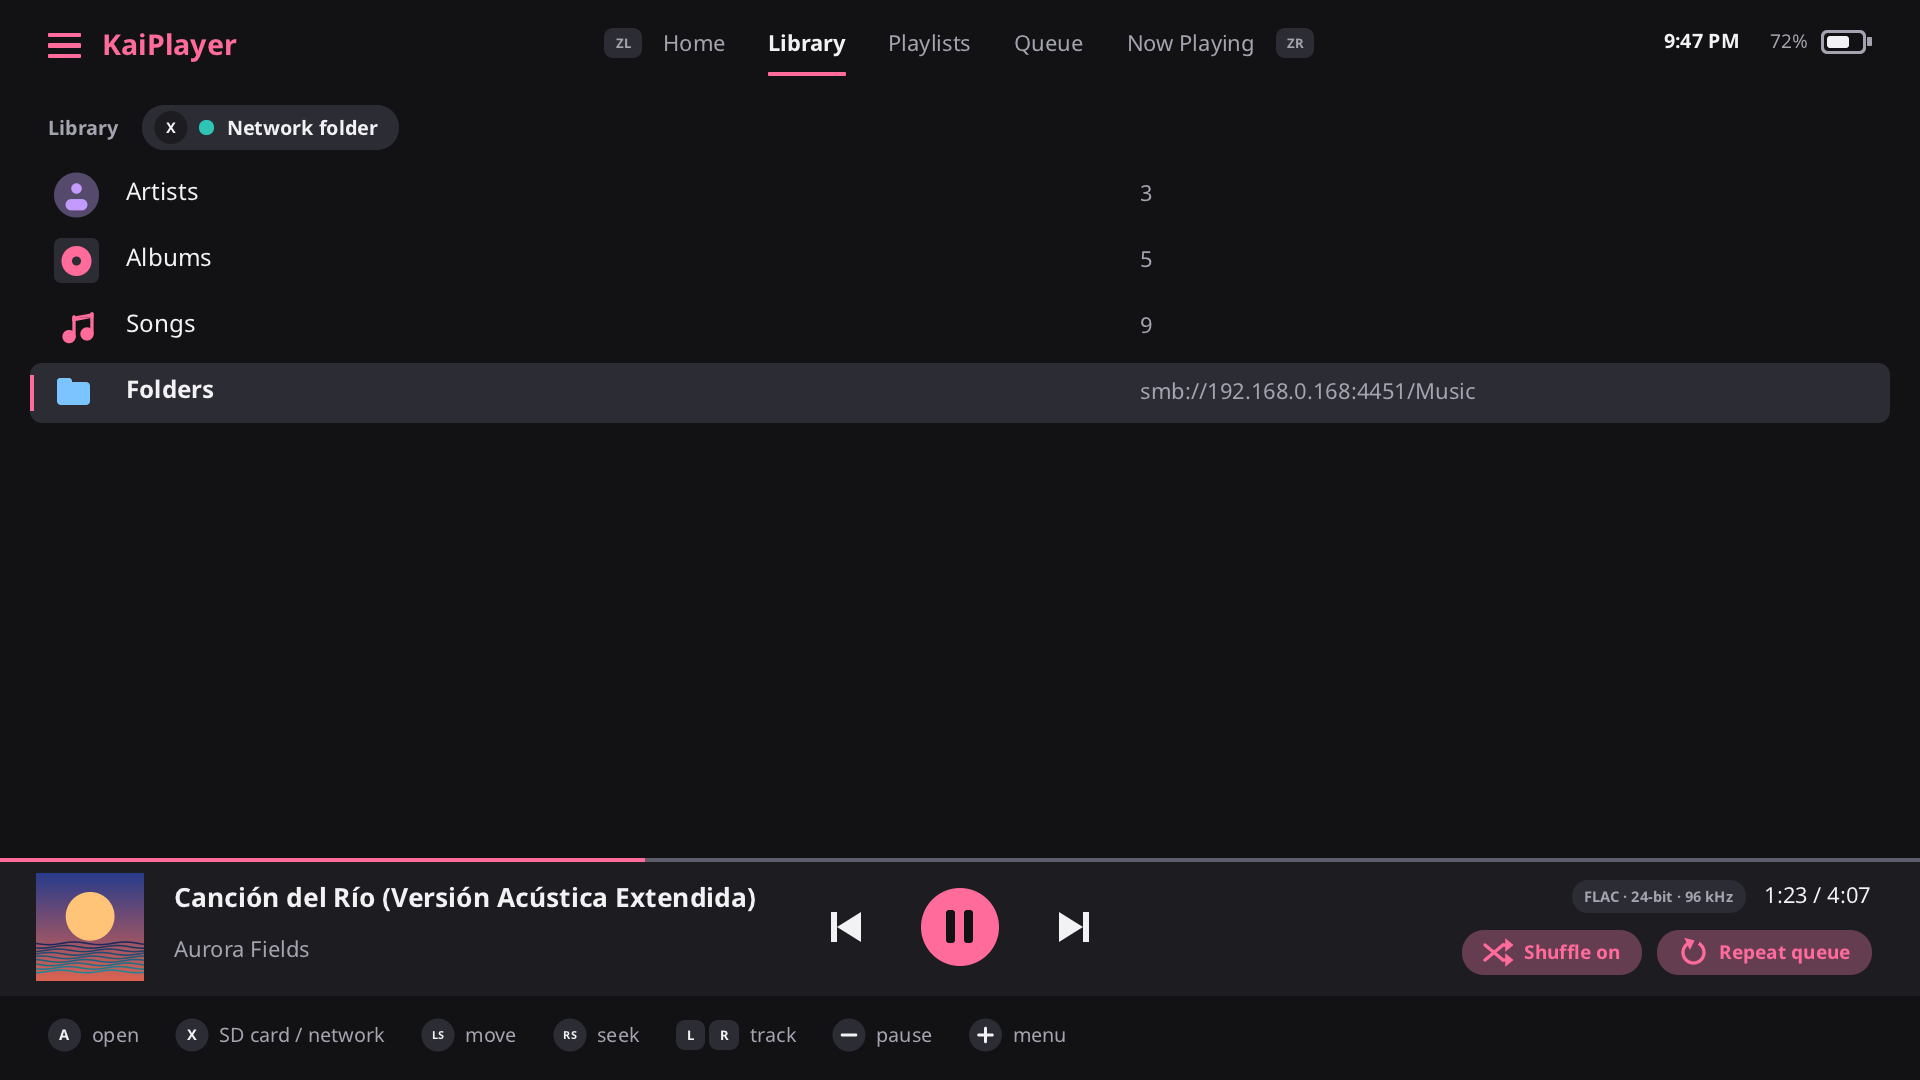 KaiPlayer
ZL Home Library Playlists Queue Now Playing ZR
9:47 PM 72%
Library X Network folder
Artists 3
Albums 5
Songs 9
Folders smb://192.168.0.168:4451/Music
Canción del Río (Versión Acústica Extendida)
Aurora Fields
FLAC · 24-bit · 96 kHz 1:23 / 4:07
Shuffle on Repeat queue
A open X SD card / network LS move RS seek L R track − pause + menu